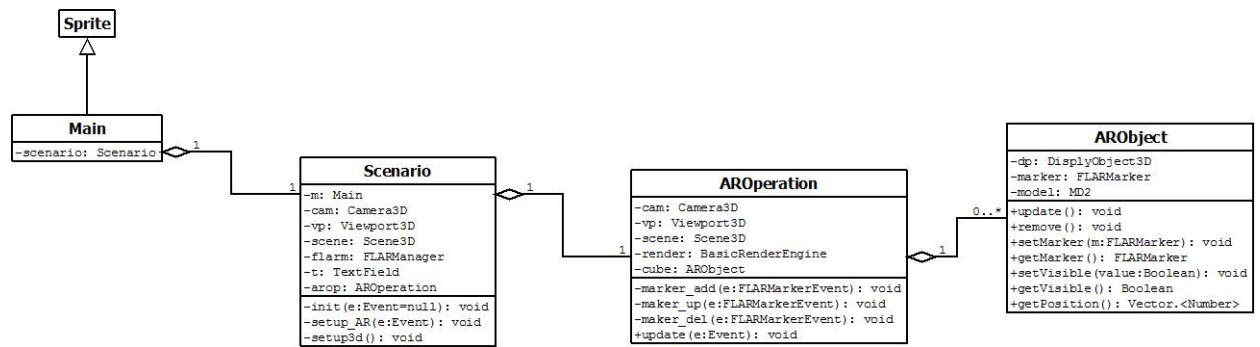 Sprite
Main
-scenario: Scenario
1
1
Scenario
-m: Main
-cam: Camera3D
-vp: Viewport3D
-scene: Scene3D
-flarm: FLARManager
-t: TextField
-arop: AROperation
-init(e:Event=null): void
-setup_AR(e:Event): void
-setup3d(): void
1
1
AROperation
-cam: Camera3D
-vp: Viewport3D
-scene: Scene3D
-render: BasicRenderEngine
-cube: ARObject
-marker_add(e:FLARMarkerEvent): void
-maker_up(e:FLARMarkerEvent): void
-maker_del(e:FLARMarkerEvent): void
+update(e:Event): void
1
0..*
ARObject
-dp: DisplyObject3D
-marker: FLARMarker
-model: MD2
+update(): void
+remove(): void
+setMarker(m:FLARMarker): void
+getMarker(): FLARMarker
+setVisible(value:Boolean): void
+getVisible(): Boolean
+getPosition(): Vector.<Number>